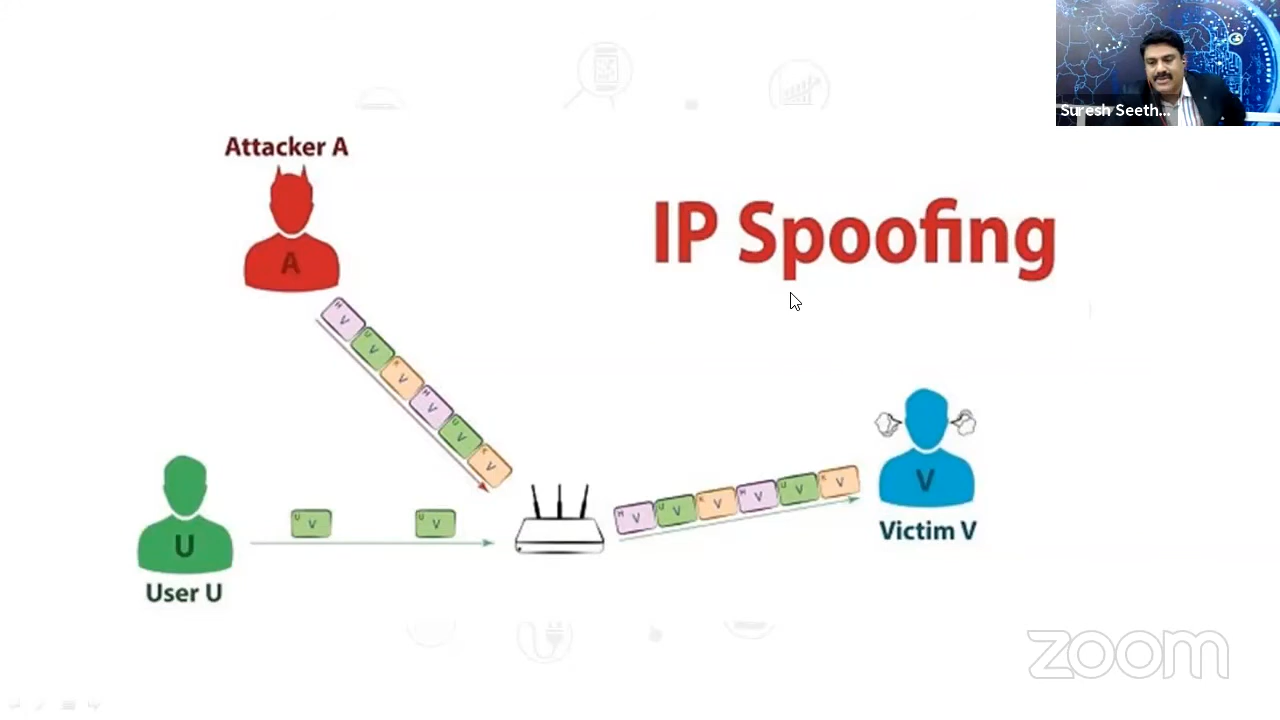 Suresh Seeth...
Attacker A
A
IP Spoofing
H V
U V
K V
H V
U V
K V
V
Victim V
U
User U
U V
U V
H V
U V
K V
H V
U V
K V
zoom